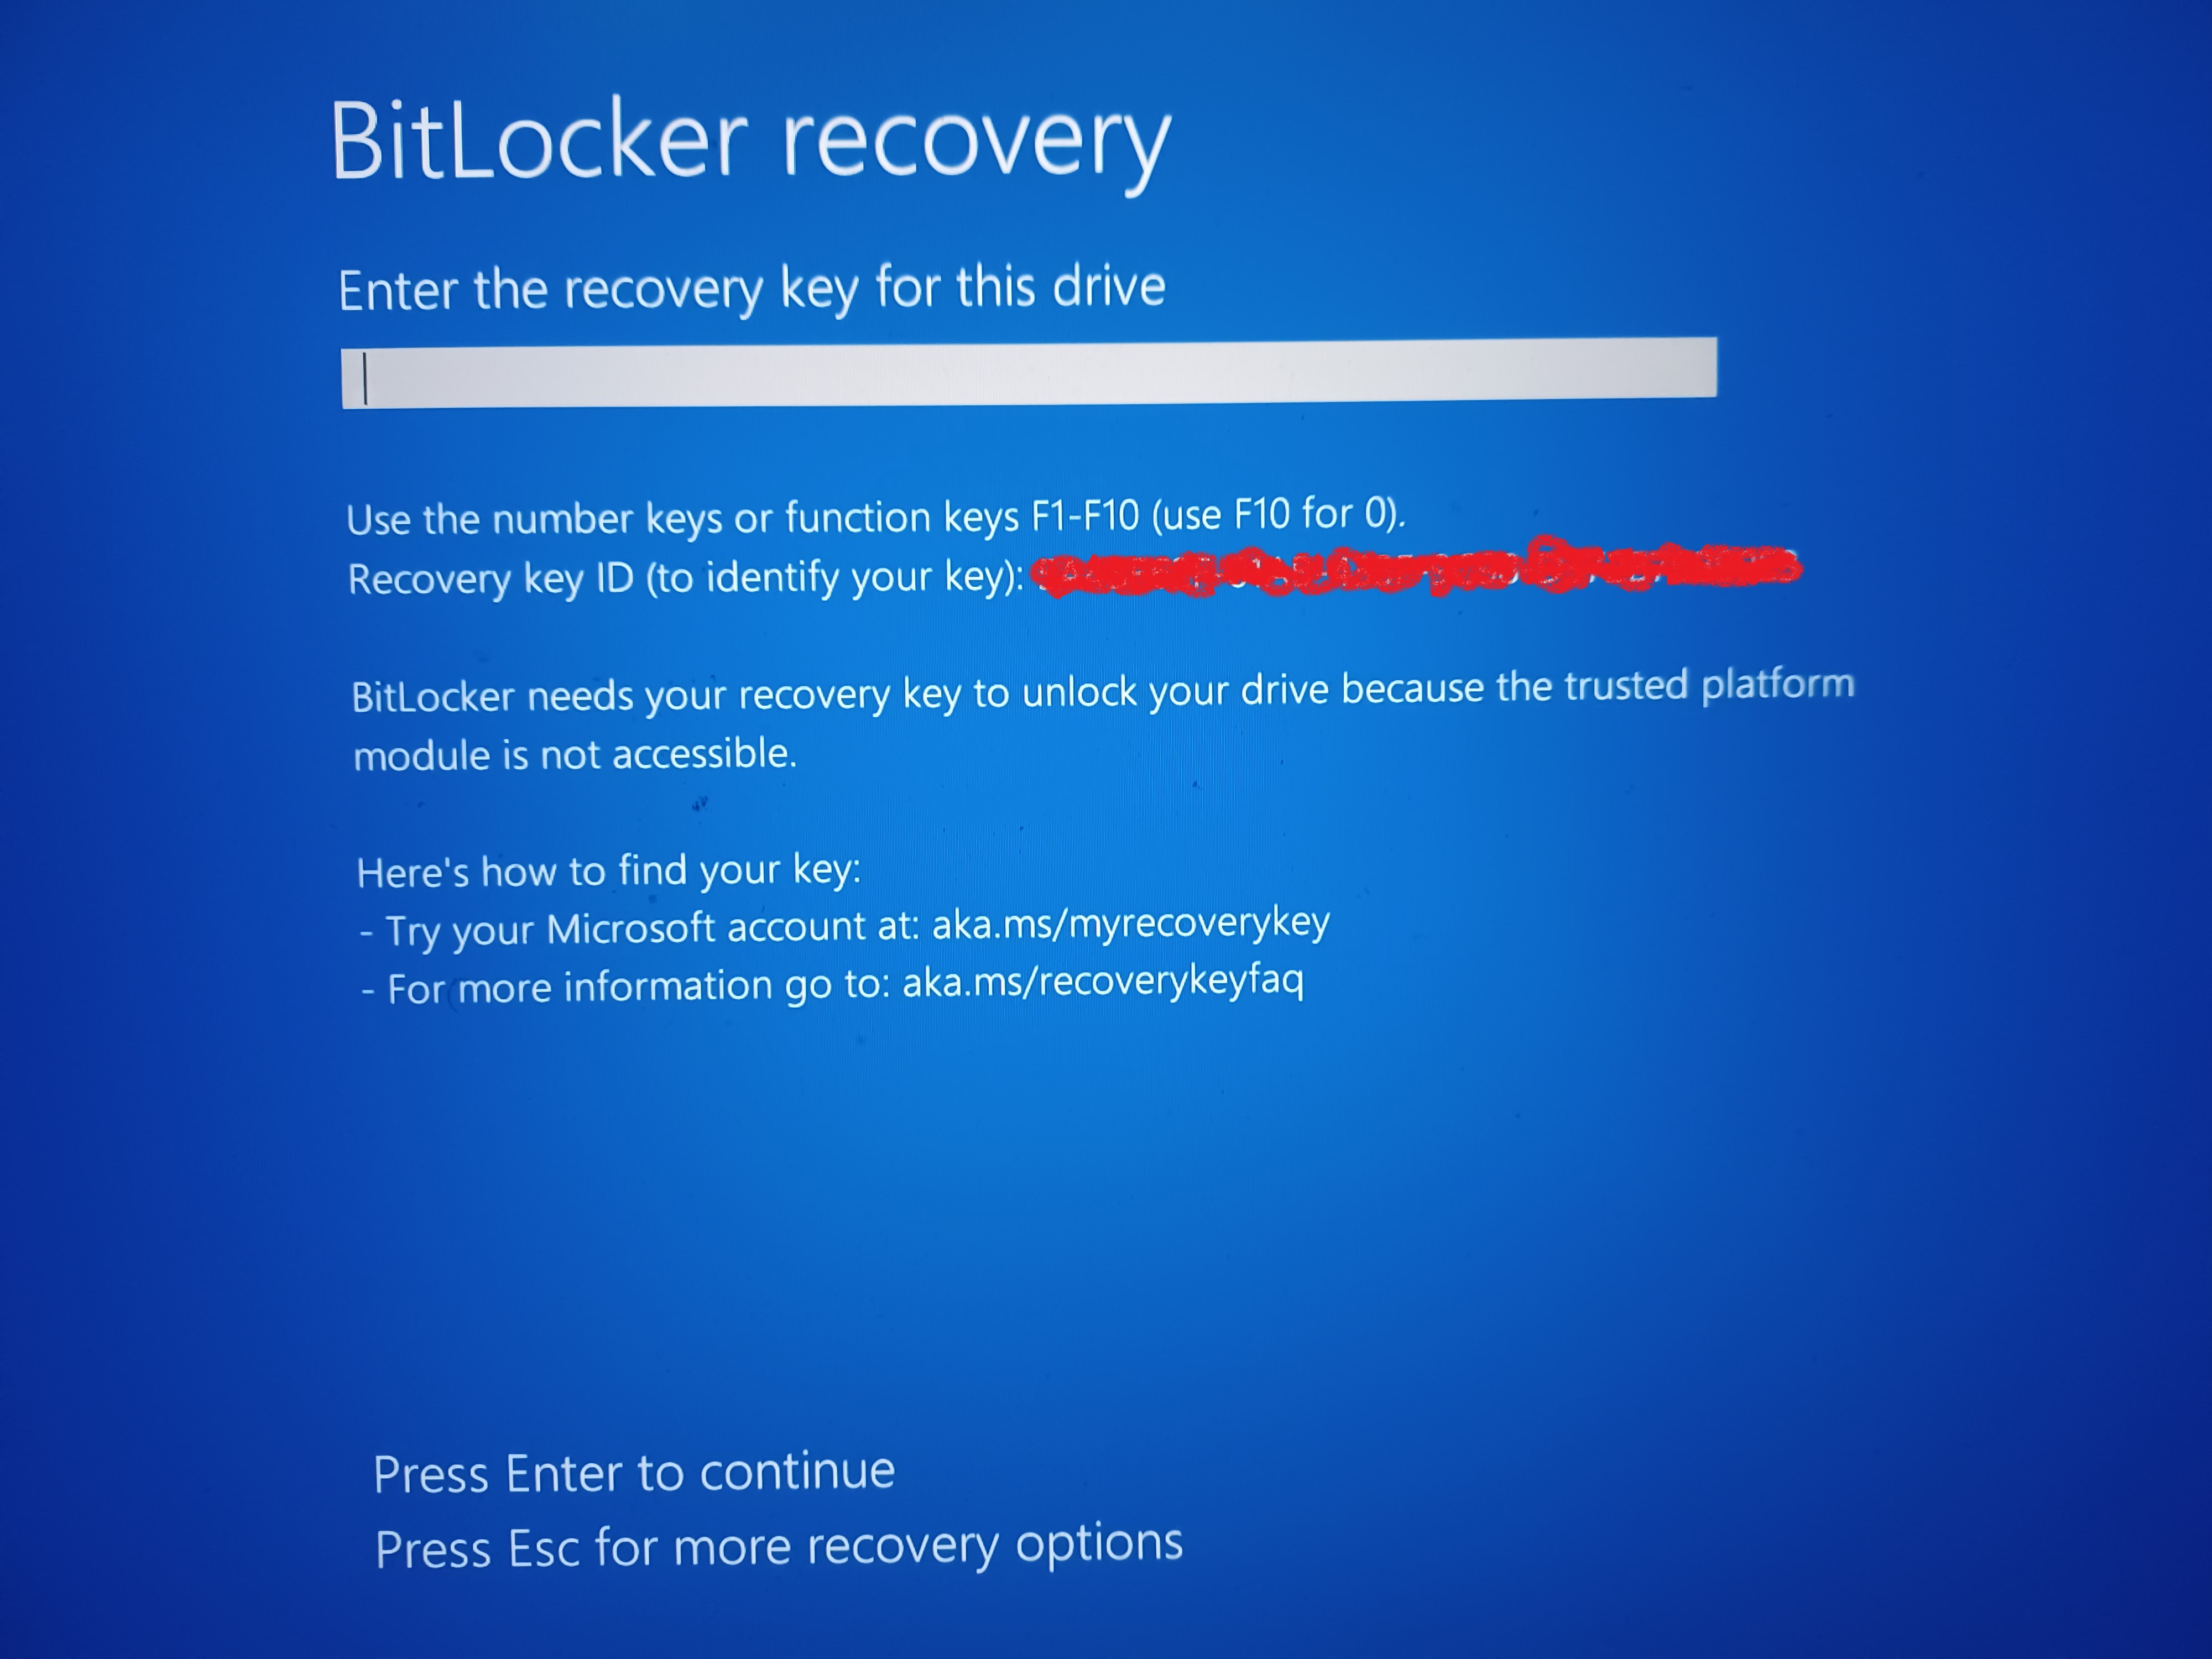 BitLocker recovery
Enter the recovery key for this drive
Use the number keys or function keys F1-F10 (use F10 for 0).
Recovery key ID (to identify your key):
BitLocker needs your recovery key to unlock your drive because the trusted platform
module is not accessible.
Here's how to find your key:
- Try your Microsoft account at: aka.ms/myrecoverykey
- For more information go to: aka.ms/recoverykeyfaq
Press Enter to continue
Press Esc for more recovery options